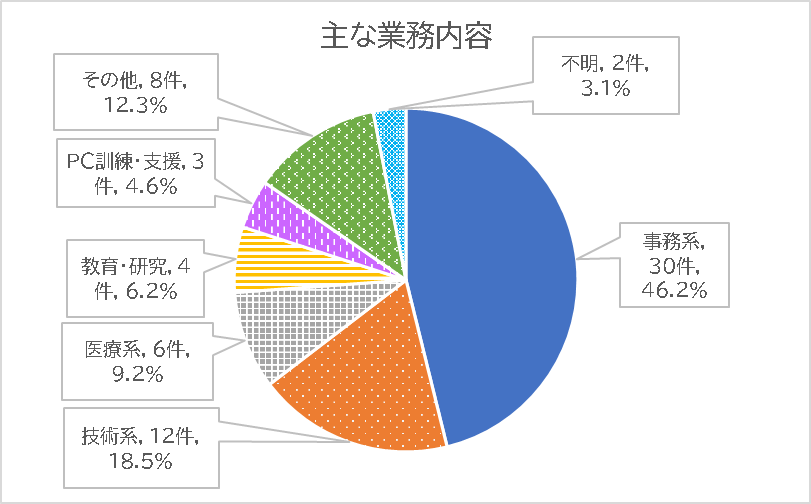 主な業務内容
不明, 2件,
3.1%
事務系,
30件,
46.2%
技術系, 12件,
18.5%
医療系, 6件,
9.2%
教育・研究, 4
件, 6.2%
PC訓練・支援, 3
件, 4.6%
その他, 8件,
12.3%